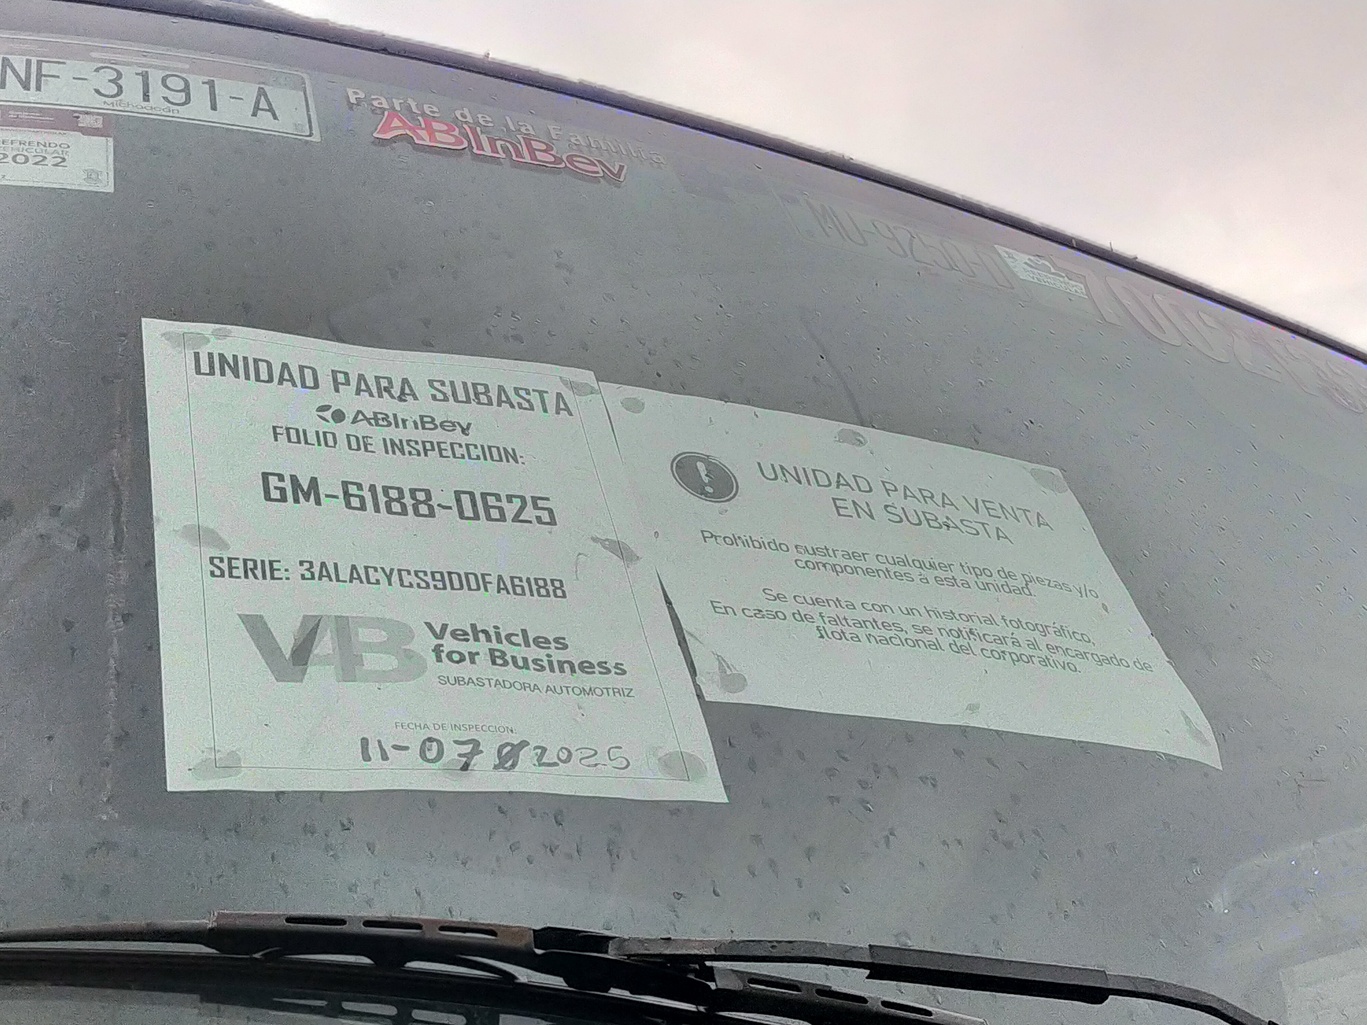 NF-3191-A
Michoacán
REFRENDO
VEHICULAR
2022
Parte de la Familia
ABInBev
UNIDAD PARA SUBASTA
ABInBev
FOLIO DE INSPECCION:
GM-6188-0625
SERIE: 3ALACYCS9DDFA6188
VAB Vehicles
for Business
SUBASTADORA AUTOMOTRIZ
FECHA DE INSPECCION:
11-07 2025
UNIDAD PARA VENTA
EN SUBASTA
Prohibido sustraer cualquier tipo de piezas y/o
componentes a esta unidad.
Se cuenta con un historial fotográfico,
En caso de faltantes, se notificará al encargado de
flota nacional del corporativo.